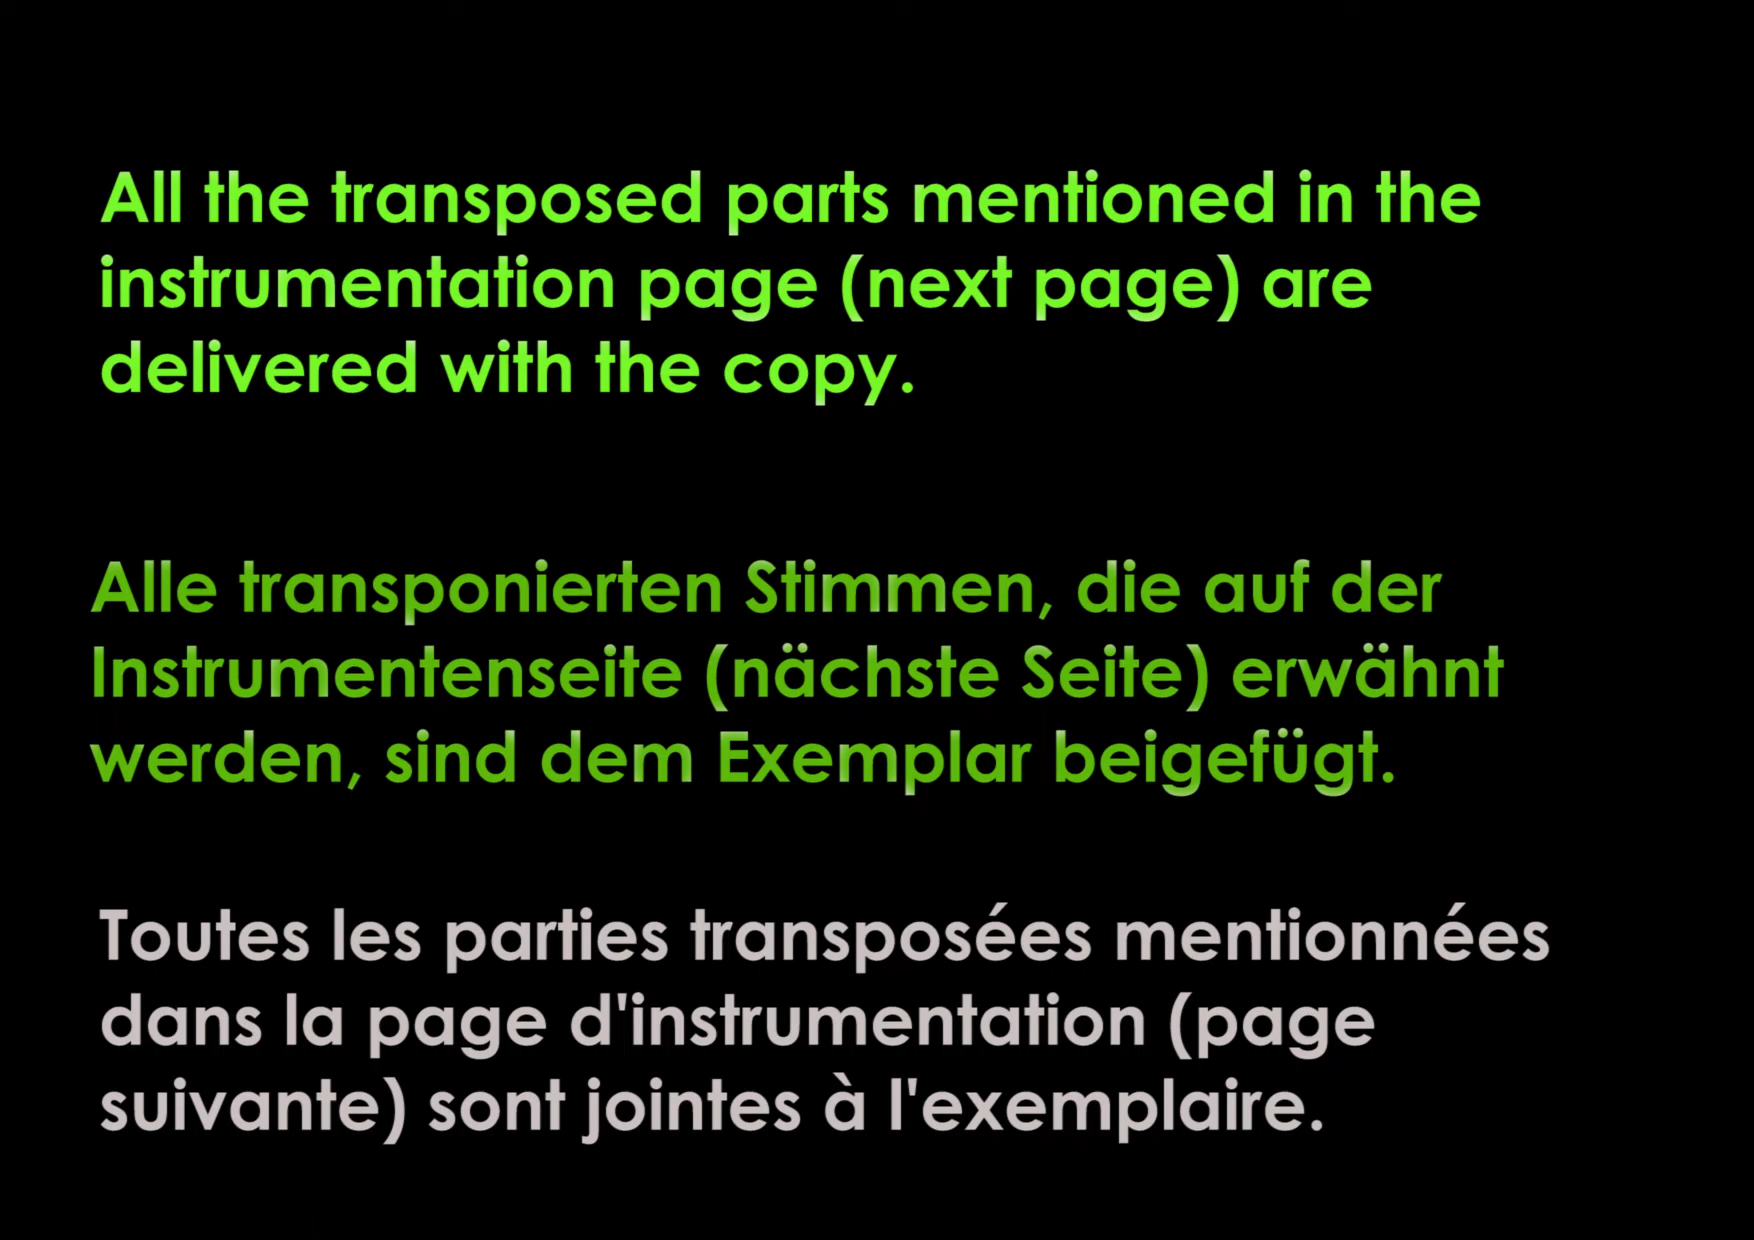 All the transposed parts mentioned in the
instrumentation page (next page) are
delivered with the copy.
Alle transponierten Stimmen, die auf der
Instrumentenseite (nächste Seite) erwähnt
werden, sind dem Exemplar beigefügt.
Toutes les parties transposées mentionnées
dans la page d'instrumentation (page
suivante) sont jointes à l'exemplaire.